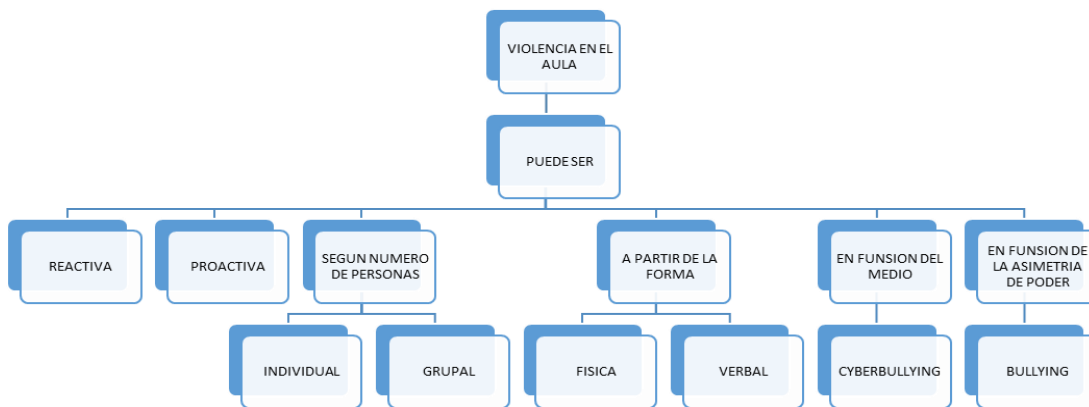 VIOLENCIA EN EL
AULA
PUEDE SER
REACTIVA
PROACTIVA
SEGUN NUMERO
DE PERSONAS
A PARTIR DE LA
FORMA
EN FUNSION DEL
MEDIO
EN FUNSION DE
LA ASIMETRIA
DE PODER
INDIVIDUAL
GRUPAL
FISICA
VERBAL
CYBERBULLYING
BULLYING